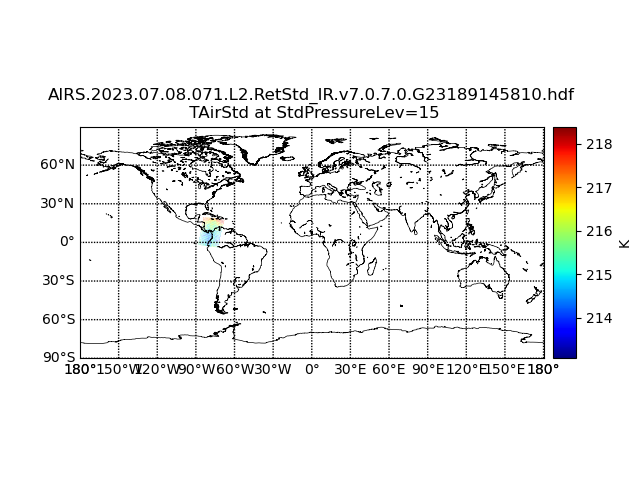 AIRS.2023.07.08.071.L2.RetStd_IR.v7.0.7.0.G23189145810.hdf
TAirStd at StdPressureLev=15
60°N
30°N
0°
30°S
60°S
90°S
180°150°W120°W90°W60°W30°W 0° 30°E 60°E 90°E 120°E150°E180°
218
217
216
215
214
K